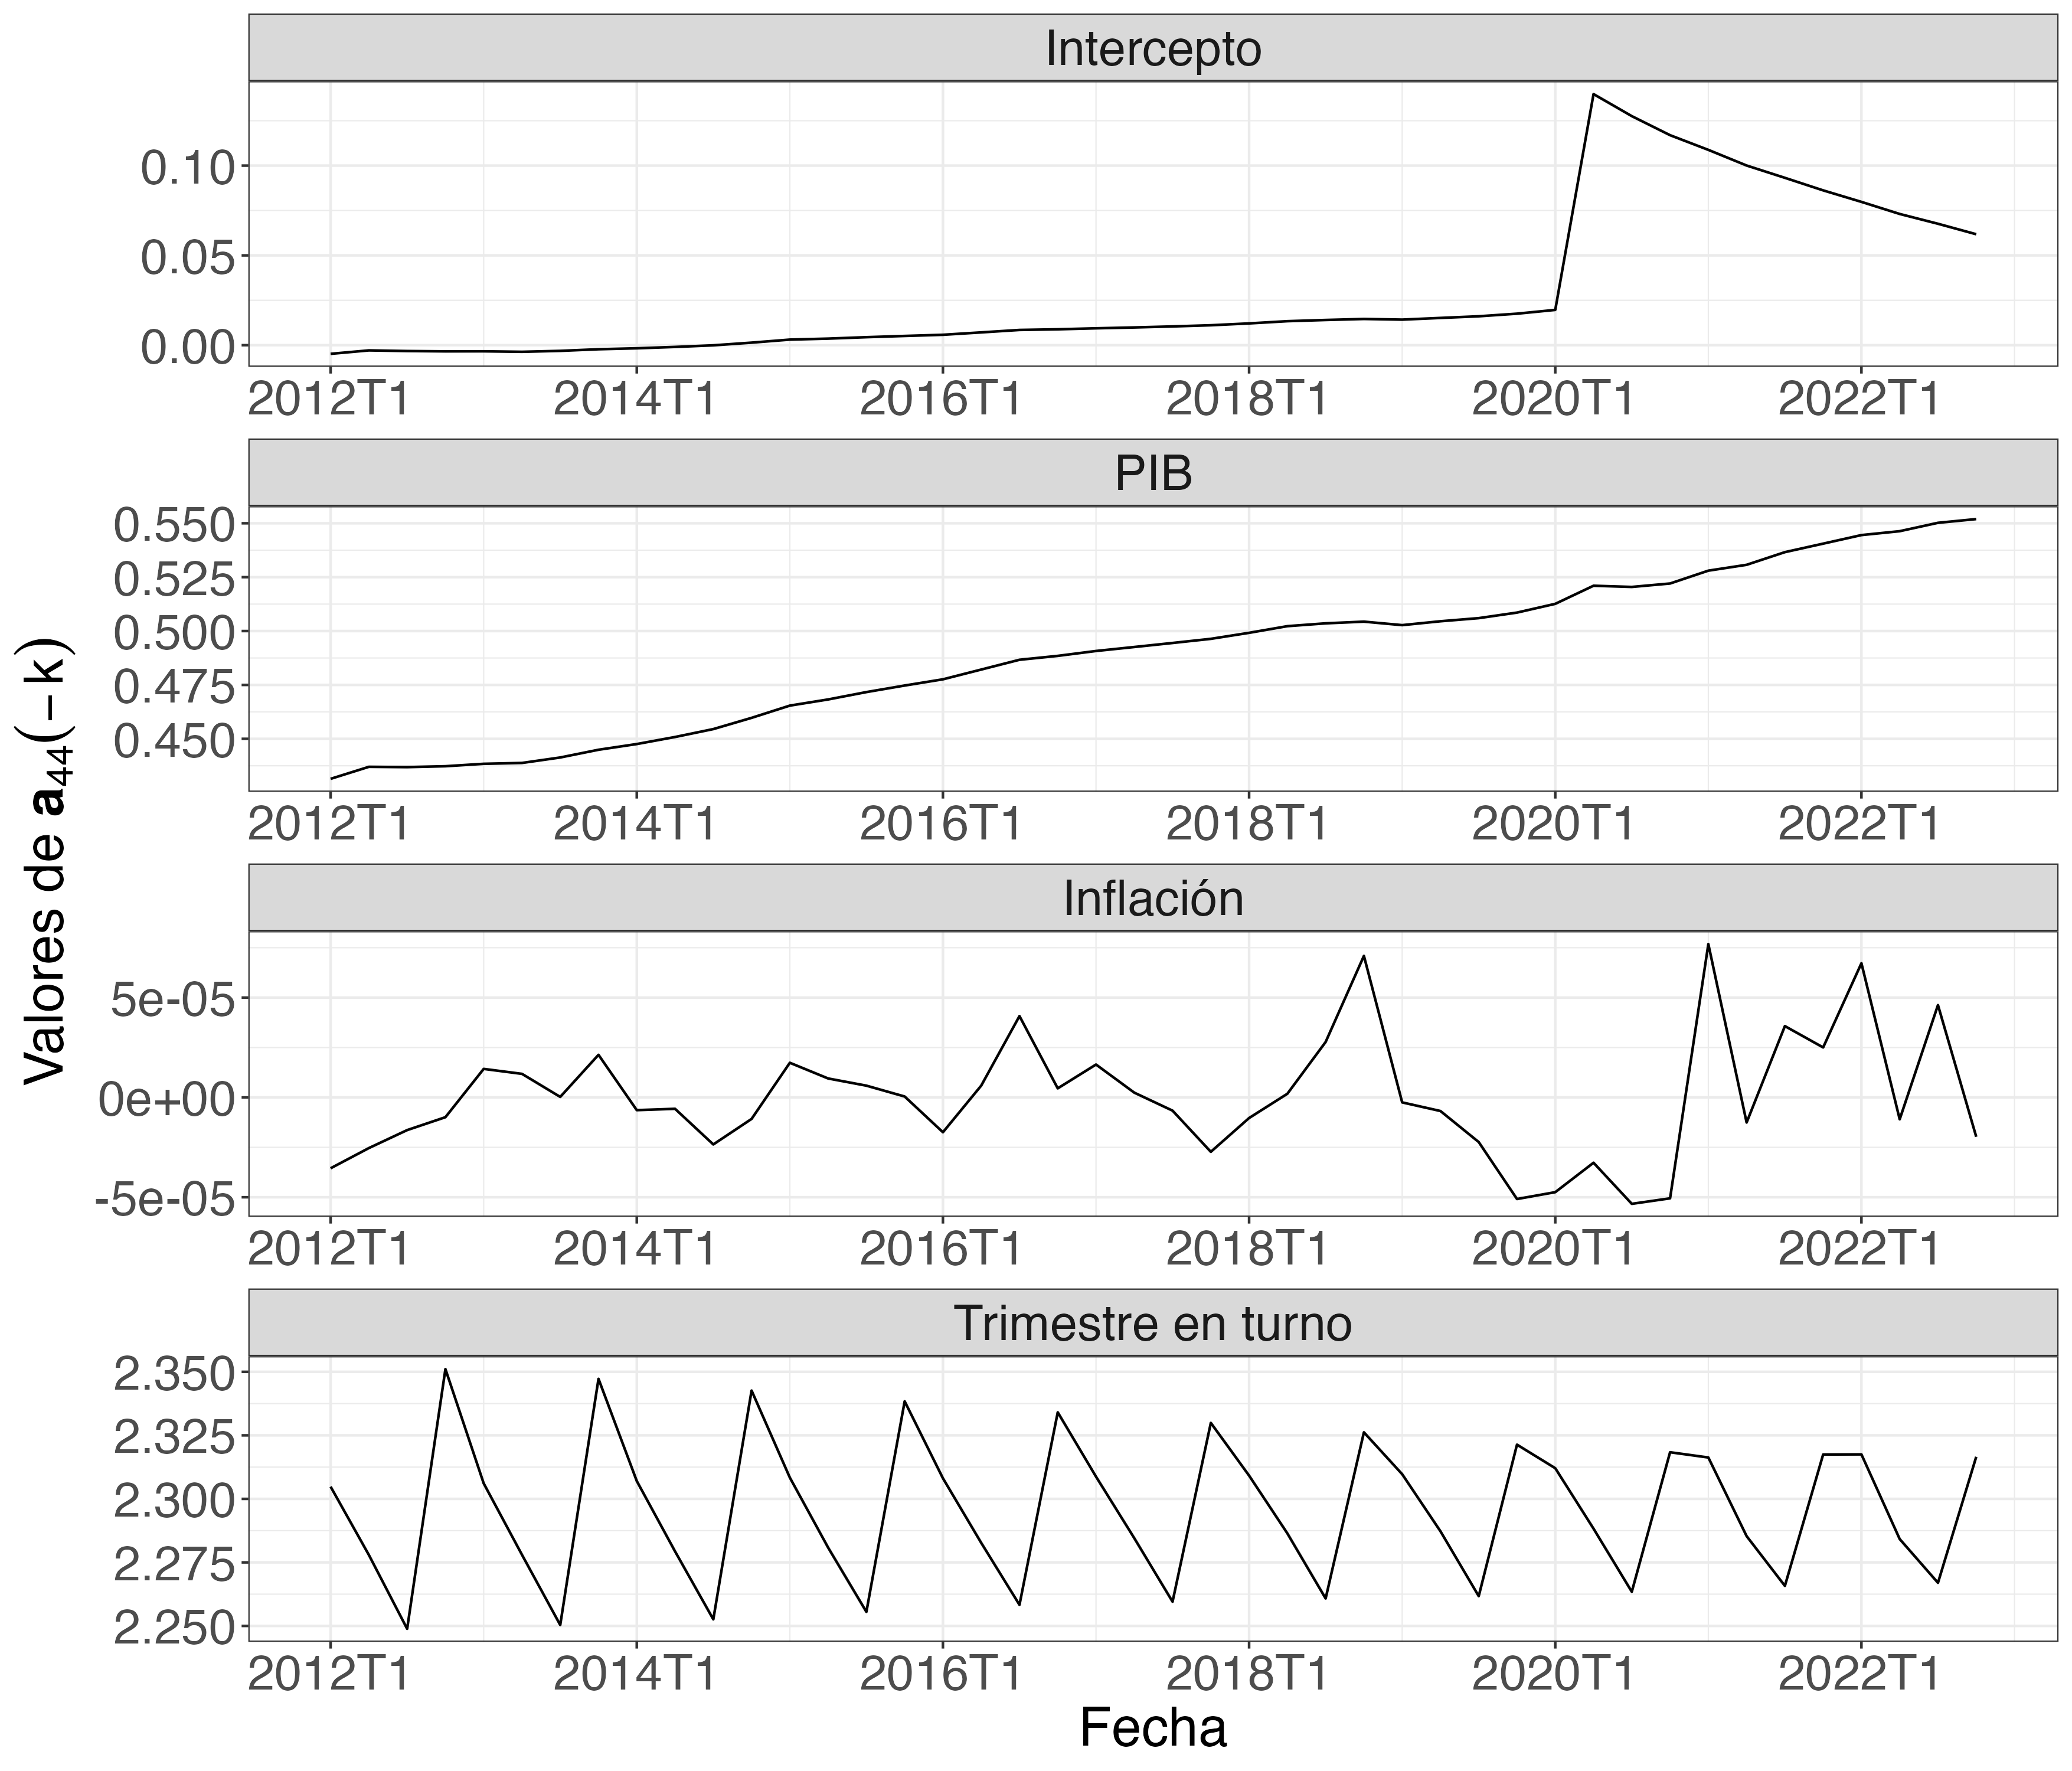 Intercepto
0.10
0.05
0.00
2012T1 2014T1 2016T1 2018T1 2020T1 2022T1
PIB
0.550
0.525
0.500
0.475
0.450
2012T1 2014T1 2016T1 2018T1 2020T1 2022T1
Valores de a44(−k)
Inflación
5e-05
0e+00
-5e-05
2012T1 2014T1 2016T1 2018T1 2020T1 2022T1
Trimestre en turno
2.350
2.325
2.300
2.275
2.250
2012T1 2014T1 2016T1 2018T1 2020T1 2022T1
Fecha